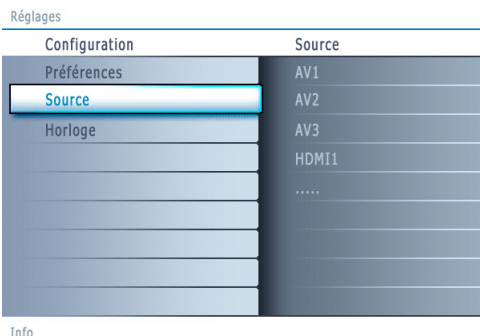 Réglages
Configuration
Source
Préférences
AV1
Source
AV2
Horloge
AV3
HDMI1
.....
Info